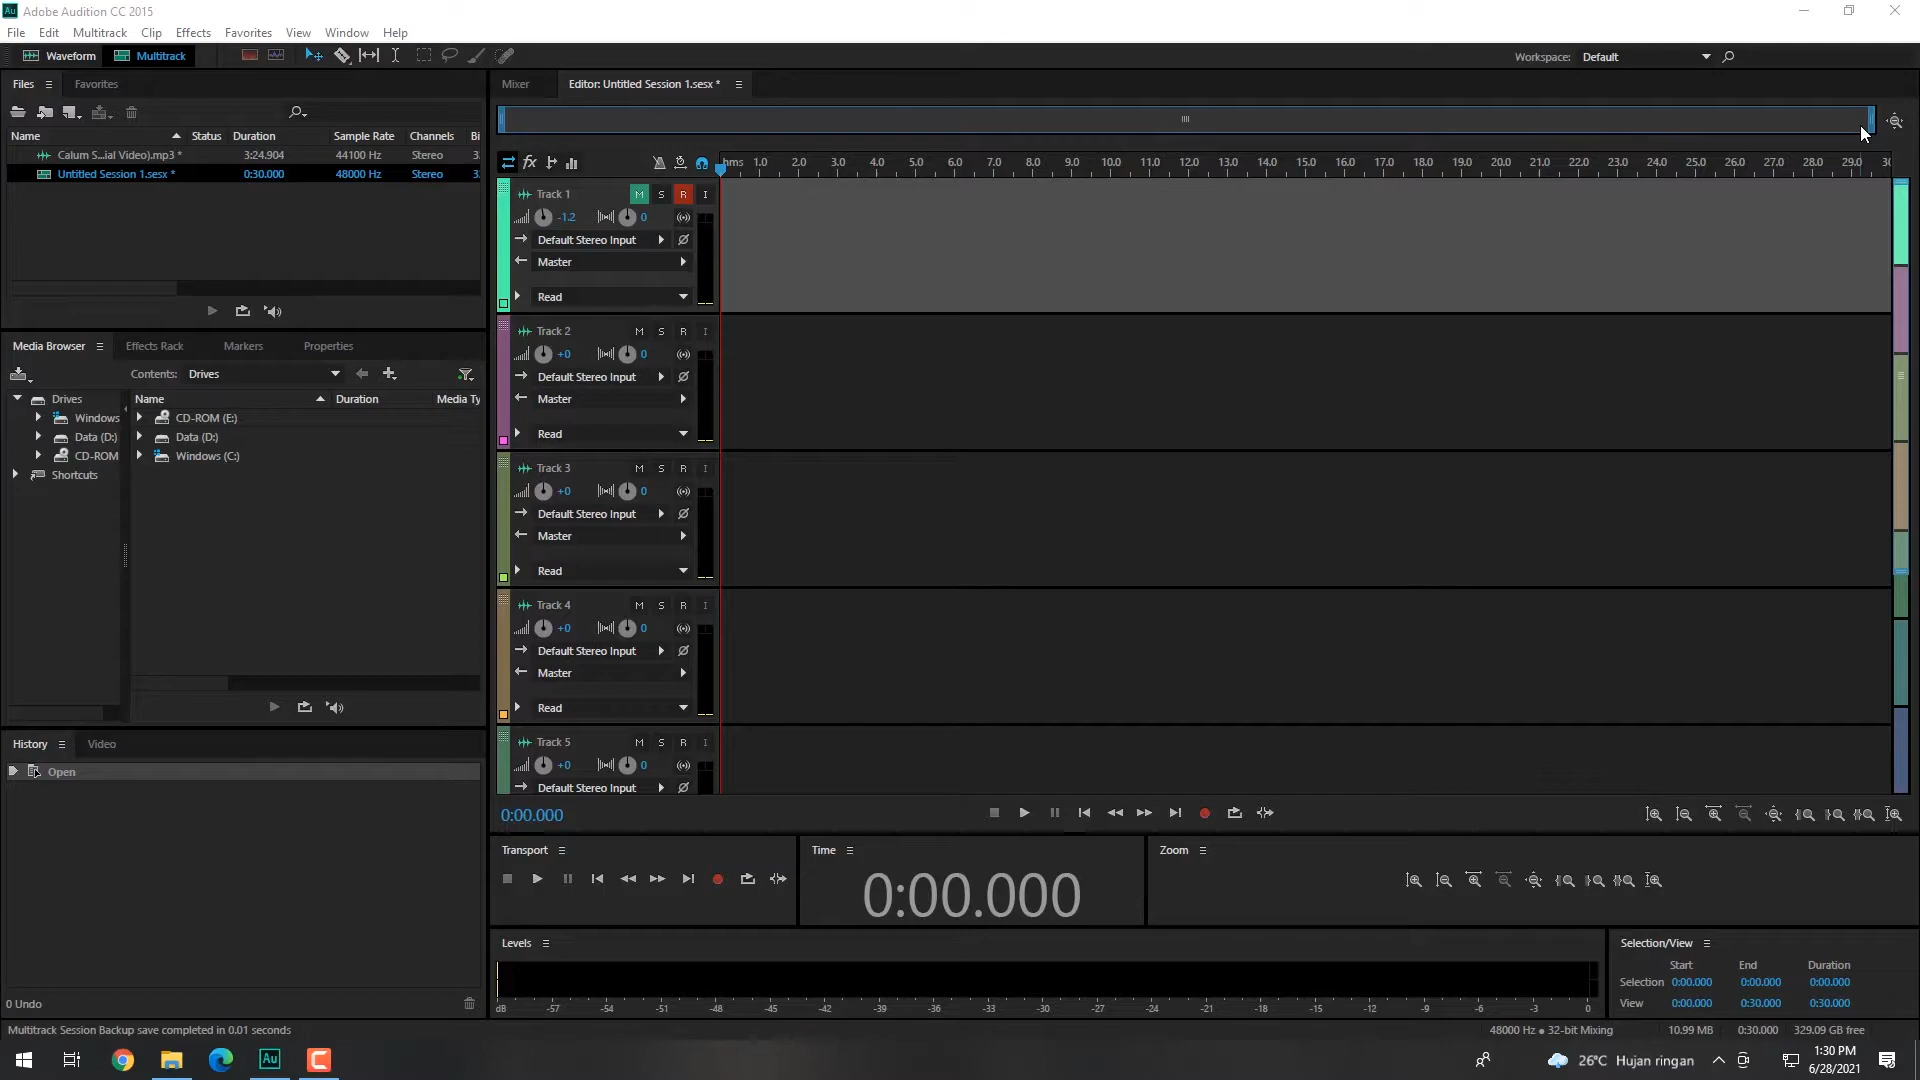 Au Adobe Audition CC 2015
File Edit Multitrack Clip Effects Favorites View Window Help
Waveform Multitrack Workspace: Default
Files Favorites
Name Status Duration Sample Rate Channels Bi
Calum S...ial Video).mp3 * 3:24.904 44100 Hz Stereo 3
Untitled Session 1.sesx * 0:30.000 48000 Hz Stereo 3
Media Browser Effects Rack Markers Properties
Contents: Drives
Drives
Windows
Data (D:)
CD-ROM
Shortcuts
Name Duration Media Ty
CD-ROM (E:)
Data (D:)
Windows (C:)
History Video
Open
0 Undo
Mixer Editor: Untitled Session 1.sesx *
fx
hms 1.0 2.0 3.0 4.0 5.0 6.0 7.0 8.0 9.0 10.0 11.0 12.0 13.0 14.0 15.0 16.0 17.0 18.0 19.0 20.0 21.0 22.0 23.0 24.0 25.0 26.0 27.0 28.0 29.0 30
Track 1 M S R I
-1.2 0
Default Stereo Input
Master
Read
Track 2 M S R I
+0 0
Default Stereo Input
Master
Read
Track 3 M S R I
+0 0
Default Stereo Input
Master
Read
Track 4 M S R I
+0 0
Default Stereo Input
Master
Read
Track 5 M S R I
+0 0
Default Stereo Input
0:00.000
Transport Time Zoom
0:00.000
Levels
dB -57 -54 -51 -48 -45 -42 -39 -36 -33 -30 -27 -24 -21 -18 -15 -12 -9 -6 -3 0
Selection/View
Start End Duration
Selection 0:00.000 0:00.000 0:00.000
View 0:00.000 0:30.000 0:30.000
Multitrack Session Backup save completed in 0.01 seconds 48000 Hz ● 32-bit Mixing 10.99 MB 0:30.000 329.09 GB free
Au 26°C Hujan ringan 1:30 PM
6/28/2021